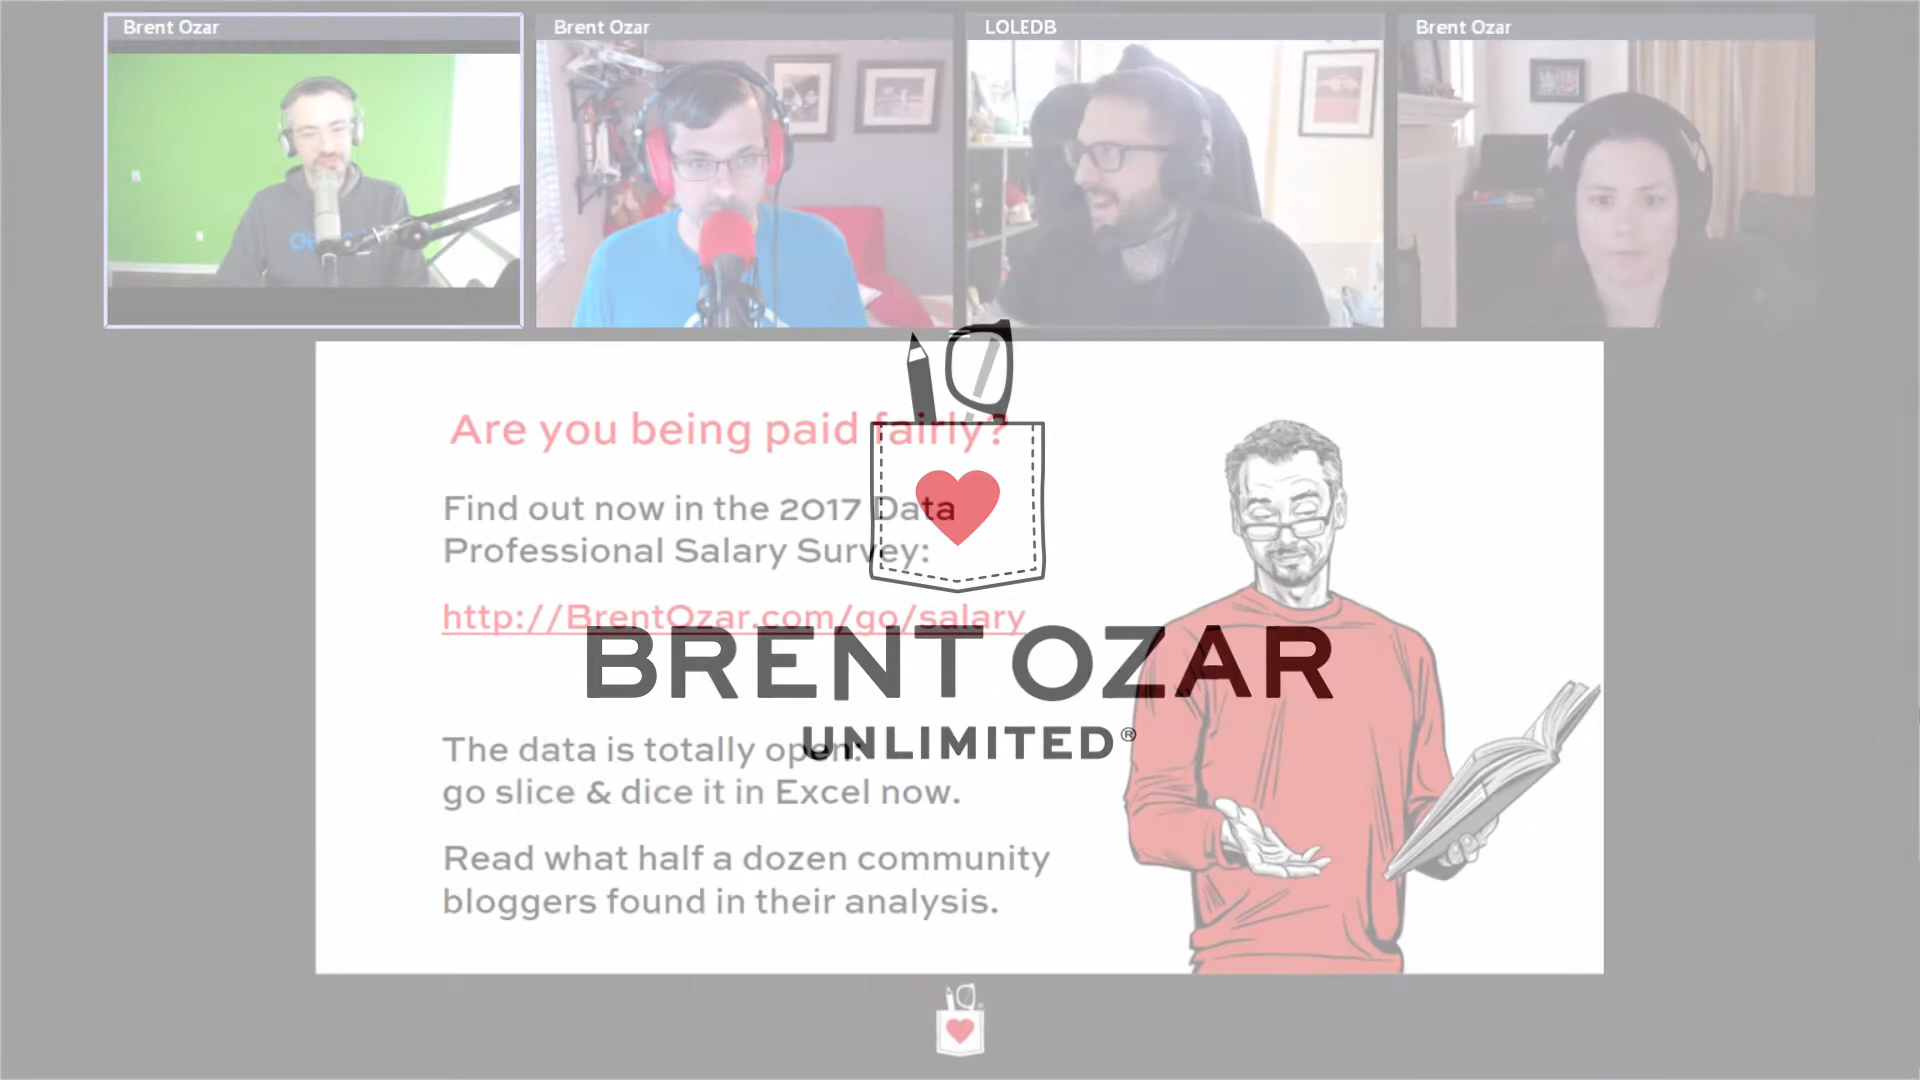 Brent Ozar
Brent Ozar
LOLEDB
Brent Ozar
Are you being paid fairly?
Find out now in the 2017 Data
Professional Salary Survey:
http://BrentOzar.com/go/salary
BRENT OZAR
UNLIMITED®
The data is totally open:
go slice & dice it in Excel now.
Read what half a dozen community
bloggers found in their analysis.